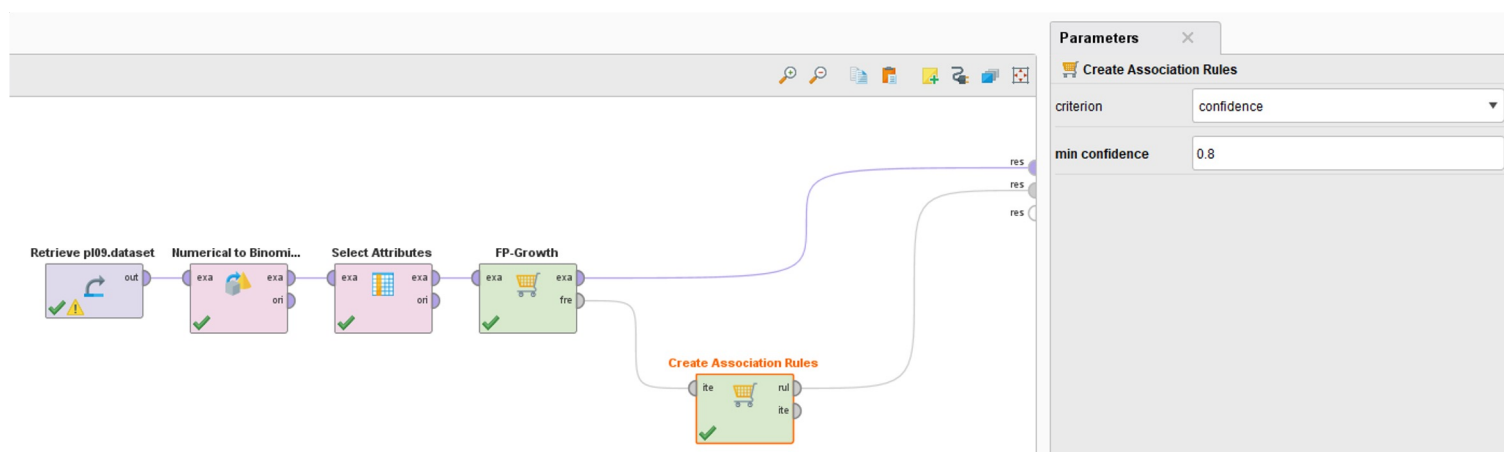 Parameters
Create Association Rules
criterion
confidence
min confidence
0.8
res
res
res
Retrieve pl09.dataset
out
Numerical to Binomi...
exa
exa
ori
Select Attributes
exa
exa
ori
FP-Growth
exa
exa
fre
Create Association Rules
ite
rul
ite